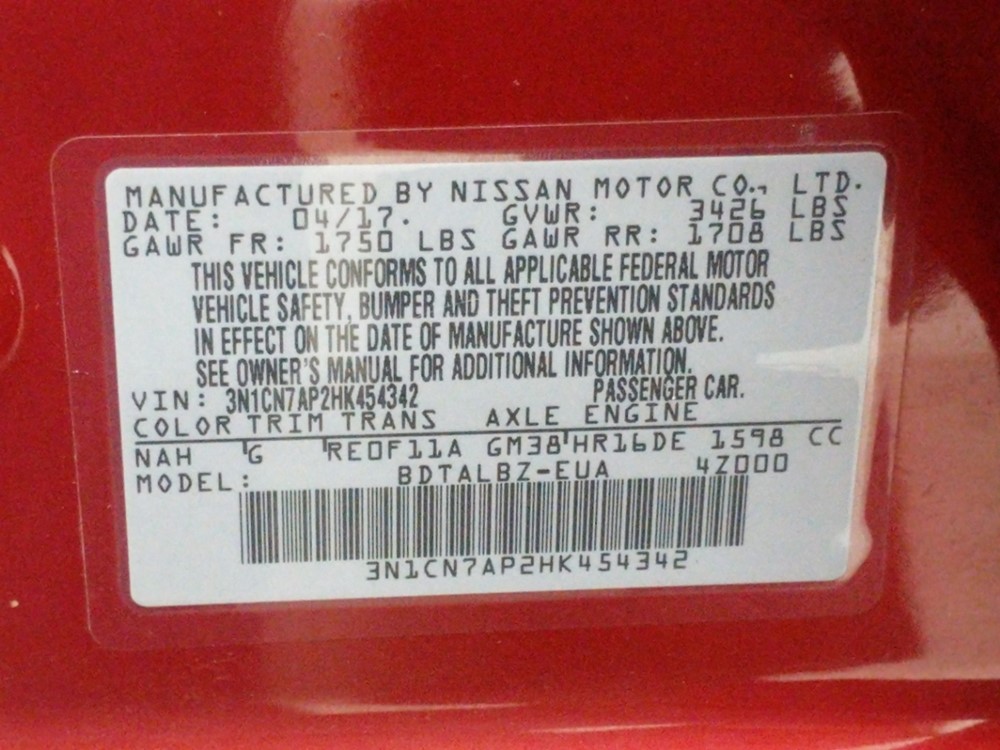 MANUFACTURED BY NISSAN MOTOR CO., LTD.
DATE: 04/17. GVWR: 3426 LBS
GAWR FR: 1750 LBS GAWR RR: 1708 LBS
THIS VEHICLE CONFORMS TO ALL APPLICABLE FEDERAL MOTOR
VEHICLE SAFETY, BUMPER AND THEFT PREVENTION STANDARDS
IN EFFECT ON THE DATE OF MANUFACTURE SHOWN ABOVE.
SEE OWNER'S MANUAL FOR ADDITIONAL INFORMATION.
VIN: 3N1CN7AP2HK454342 PASSENGER CAR.
COLOR TRIM TRANS AXLE ENGINE
NAH G RE0F11A GM38 HR16DE 1598 CC
MODEL: BDTALBZ-EUA 4Z000
3N1CN7AP2HK454342